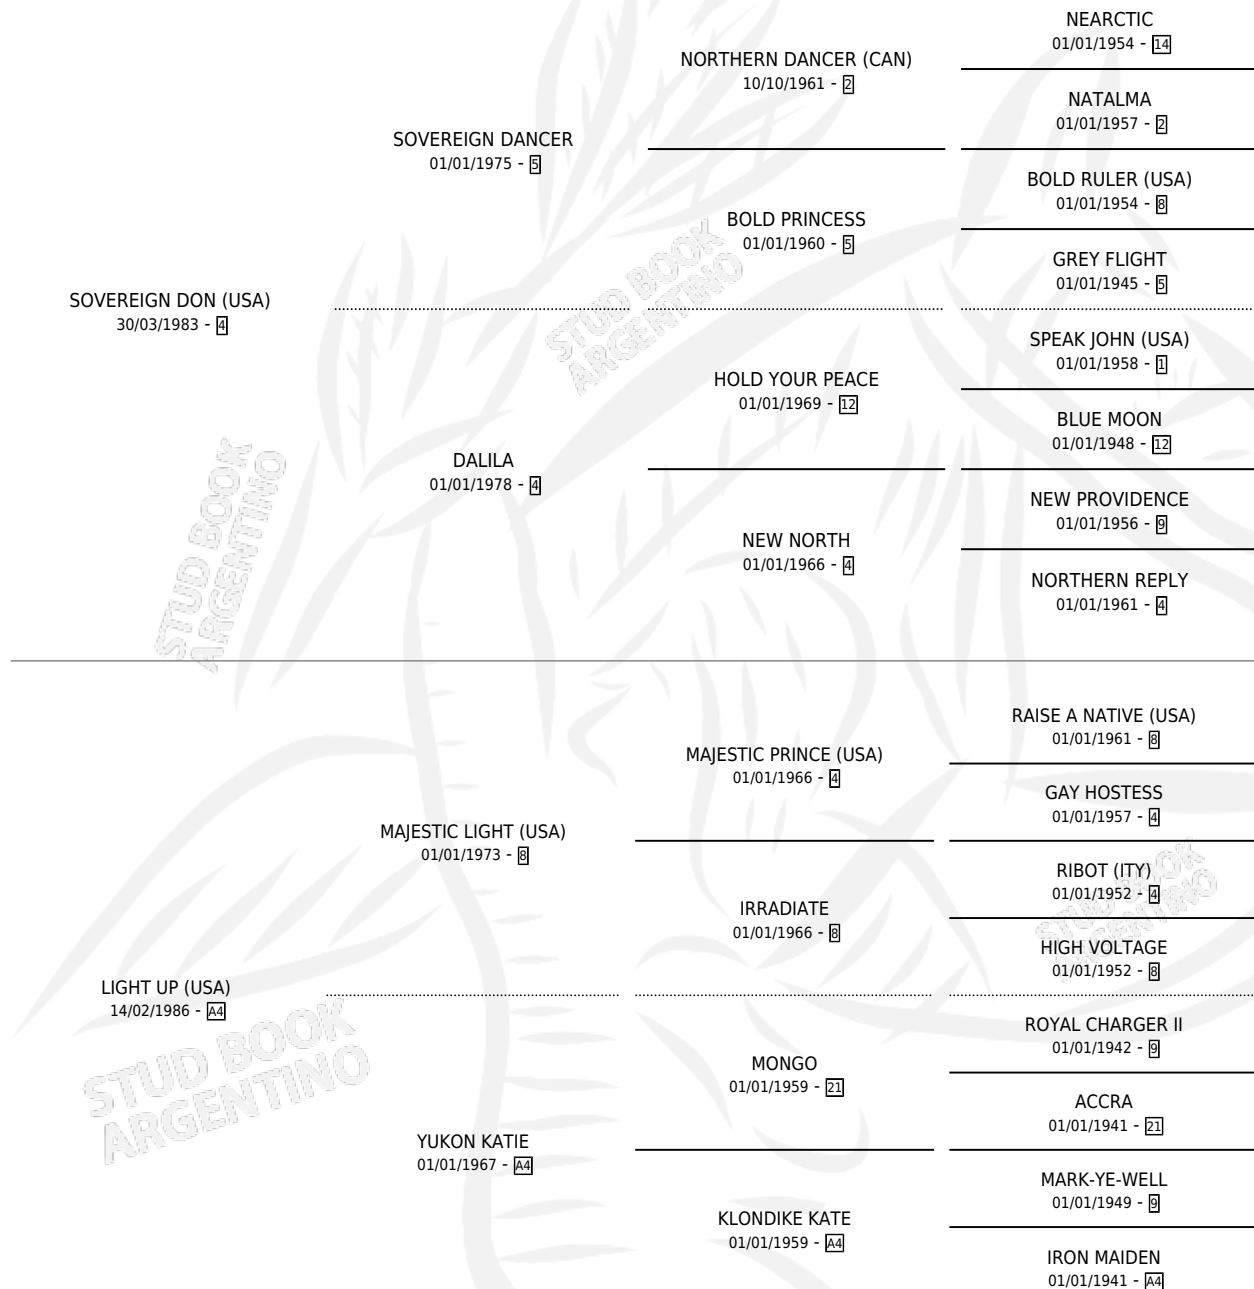 NEARCTIC
01/01/1954 - 14
NORTHERN DANCER (CAN)
10/10/1961 - 2
NATALMA
01/01/1957 - 2
SOVEREIGN DANCER
01/01/1975 - 5
BOLD RULER (USA)
01/01/1954 - 8
BOLD PRINCESS
01/01/1960 - 5
GREY FLIGHT
01/01/1945 - 5
SOVEREIGN DON (USA)
30/03/1983 - 4
STUD BOOK
ARGENTINO
SPEAK JOHN (USA)
01/01/1958 - 1
HOLD YOUR PEACE
01/01/1969 - 12
BLUE MOON
01/01/1948 - 12
DALILA
01/01/1978 - 4
NEW PROVIDENCE
01/01/1956 - 9
NEW NORTH
01/01/1966 - 4
NORTHERN REPLY
01/01/1961 - 4
STUD BOOK
ARGENTINO
RAISE A NATIVE (USA)
01/01/1961 - 8
MAJESTIC PRINCE (USA)
01/01/1966 - 4
GAY HOSTESS
01/01/1957 - 4
MAJESTIC LIGHT (USA)
01/01/1973 - 8
RIBOT (ITY)
01/01/1952 - 4
IRRADIATE
01/01/1966 - 8
STUD BOOK
ARGENTINO
HIGH VOLTAGE
01/01/1952 - 8
LIGHT UP (USA)
14/02/1986 - A4
STUD BOOK
ARGENTINO
ROYAL CHARGER II
01/01/1942 - 9
MONGO
01/01/1959 - 21
ACCRA
01/01/1941 - 21
YUKON KATIE
01/01/1967 - A4
MARK-YE-WELL
01/01/1949 - 9
KLONDIKE KATE
01/01/1959 - A4
IRON MAIDEN
01/01/1941 - A4